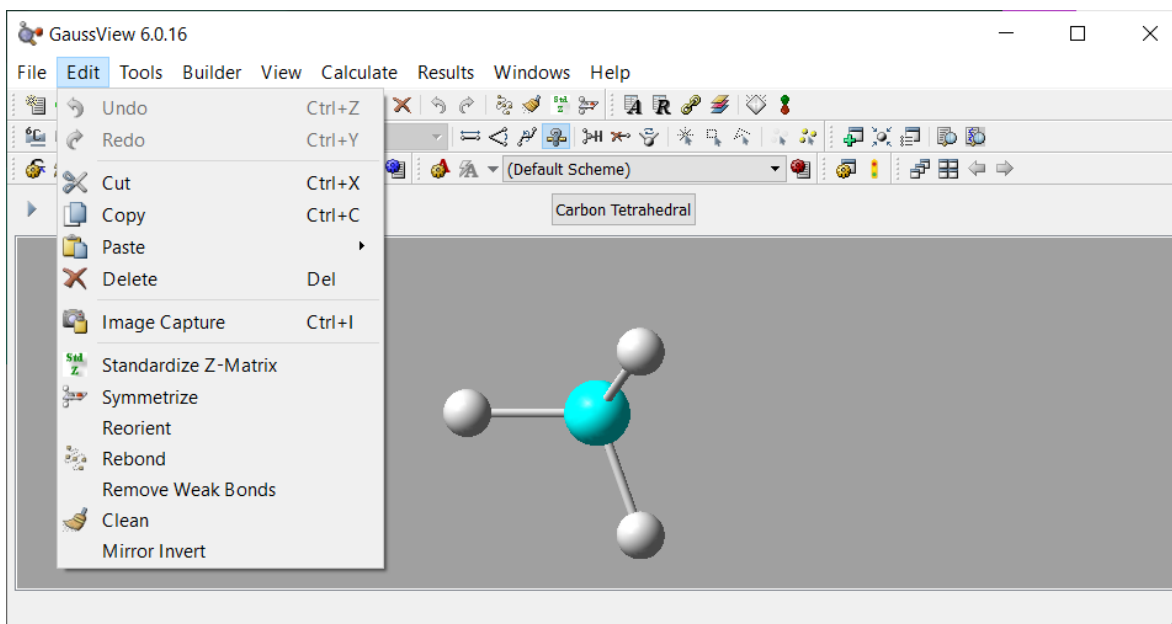 GaussView 6.0.16
File Edit Tools Builder View Calculate Results Windows Help
Undo Ctrl+Z
Redo Ctrl+Y
Cut Ctrl+X
(Default Scheme)
Copy Ctrl+C
Carbon Tetrahedral
Paste
Delete Del
Image Capture Ctrl+I
Std. Z
Standardize Z-Matrix
Symmetrize
Reorient
Rebond
Remove Weak Bonds
Clean
Mirror Invert